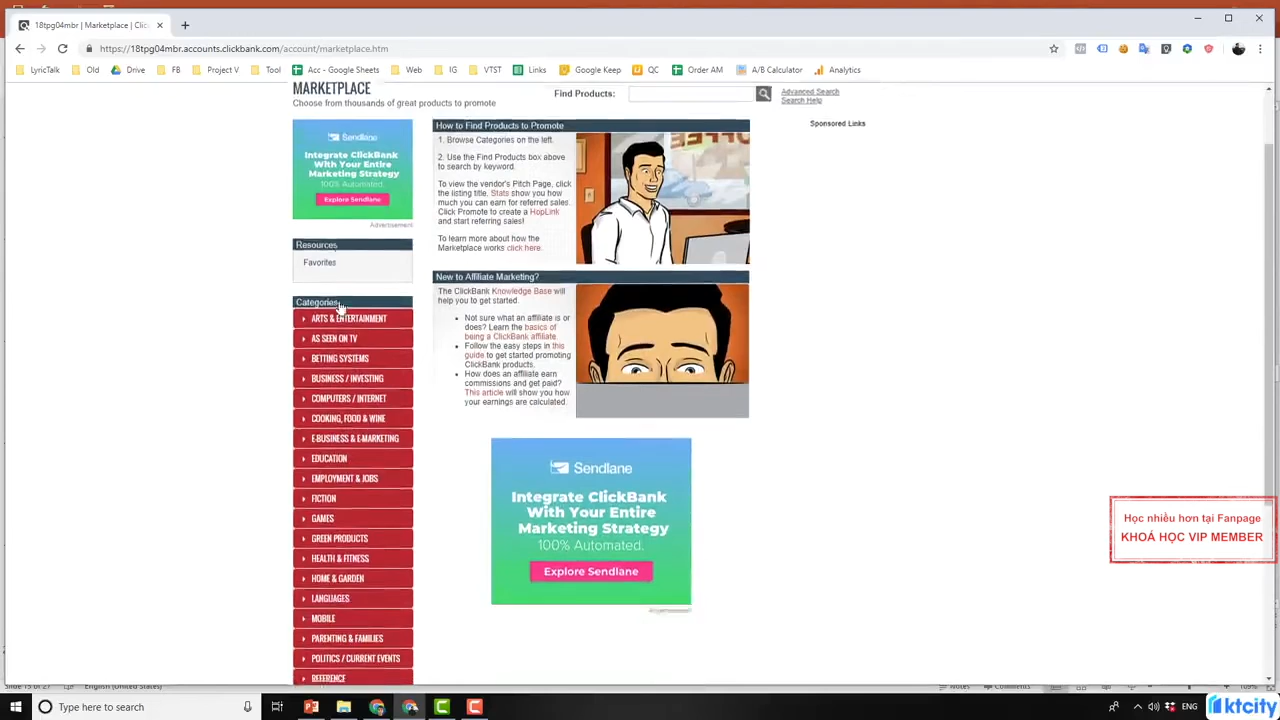 18tpg04mbr | Marketplace | Clic
https://18tpg04mbr.accounts.clickbank.com/account/marketplace.htm
LyricTalk
Old
Drive
FB
Project V
Tool
Acc - Google Sheets
Web
IG
VTST
Links
Google Keep
QC
Order AM
A/B Calculator
Analytics
MARKETPLACE
Choose from thousands of great products to promote
Find Products:
Advanced Search
Search Help
Sponsored Links
Sendlane
Integrate ClickBank
With Your Entire
Marketing Strategy
100% Automated.
Explore Sendlane
Advertisement
Resources
Favorites
Categories
ARTS & ENTERTAINMENT
AS SEEN ON TV
BETTING SYSTEMS
BUSINESS / INVESTING
COMPUTERS / INTERNET
COOKING, FOOD & WINE
E-BUSINESS & E-MARKETING
EDUCATION
EMPLOYMENT & JOBS
FICTION
GAMES
GREEN PRODUCTS
HEALTH & FITNESS
HOME & GARDEN
LANGUAGES
MOBILE
PARENTING & FAMILIES
POLITICS / CURRENT EVENTS
REFERENCE
How to Find Products to Promote
1. Browse Categories on the left.
2. Use the Find Products box above
to search by keyword.
To view the vendor's Pitch Page, click
the listing title, Stats show you how
much you can earn for referred sales.
Click Promote to create a HopLink
and start referring sales!
To learn more about how the
Marketplace works click here.
New to Affiliate Marketing?
The ClickBank Knowledge Base will
help you to get started.
Not sure what an affiliate is or
does? Learn the basics of
being a ClickBank affiliate.
Follow the easy steps in this
guide to get started promoting
ClickBank products.
How does an affiliate earn
commissions and get paid?
This article will show you how
your earnings are calculated.
Sendlane
Integrate ClickBank
With Your Entire
Marketing Strategy
100% Automated.
Explore Sendlane
Học nhiều hơn tại Fanpage
KHOÁ HỌC VIP MEMBER
Slide 15 of 27
English (United States)
Notes
Comments
109%
Type here to search
ENG
ktcity